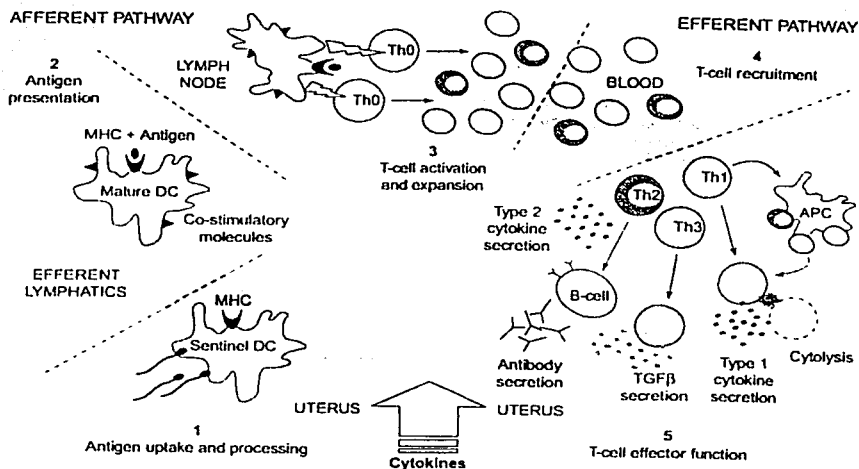 AFFERENT PATHWAY
EFFERENT PATHWAY
2
Antigen
presentation
LYMPH
NODE
Th0
Th0
BLOOD
4
T-cell recruitment
3
T-cell activation
and expansion
MHC + Antigen
Mature DC
Co-stimulatory
molecules
EFFERENT
LYMPHATICS
MHC
Sentinel DC
1
Antigen uptake and processing
UTERUS
UTERUS
Cytokines
Type 2
cytokine
secretion
Th2
Th1
Th3
APC
B-cell
Antibody
secretion
TGFβ
secretion
Type 1
cytokine
secretion
Cytolysis
5
T-cell effector function